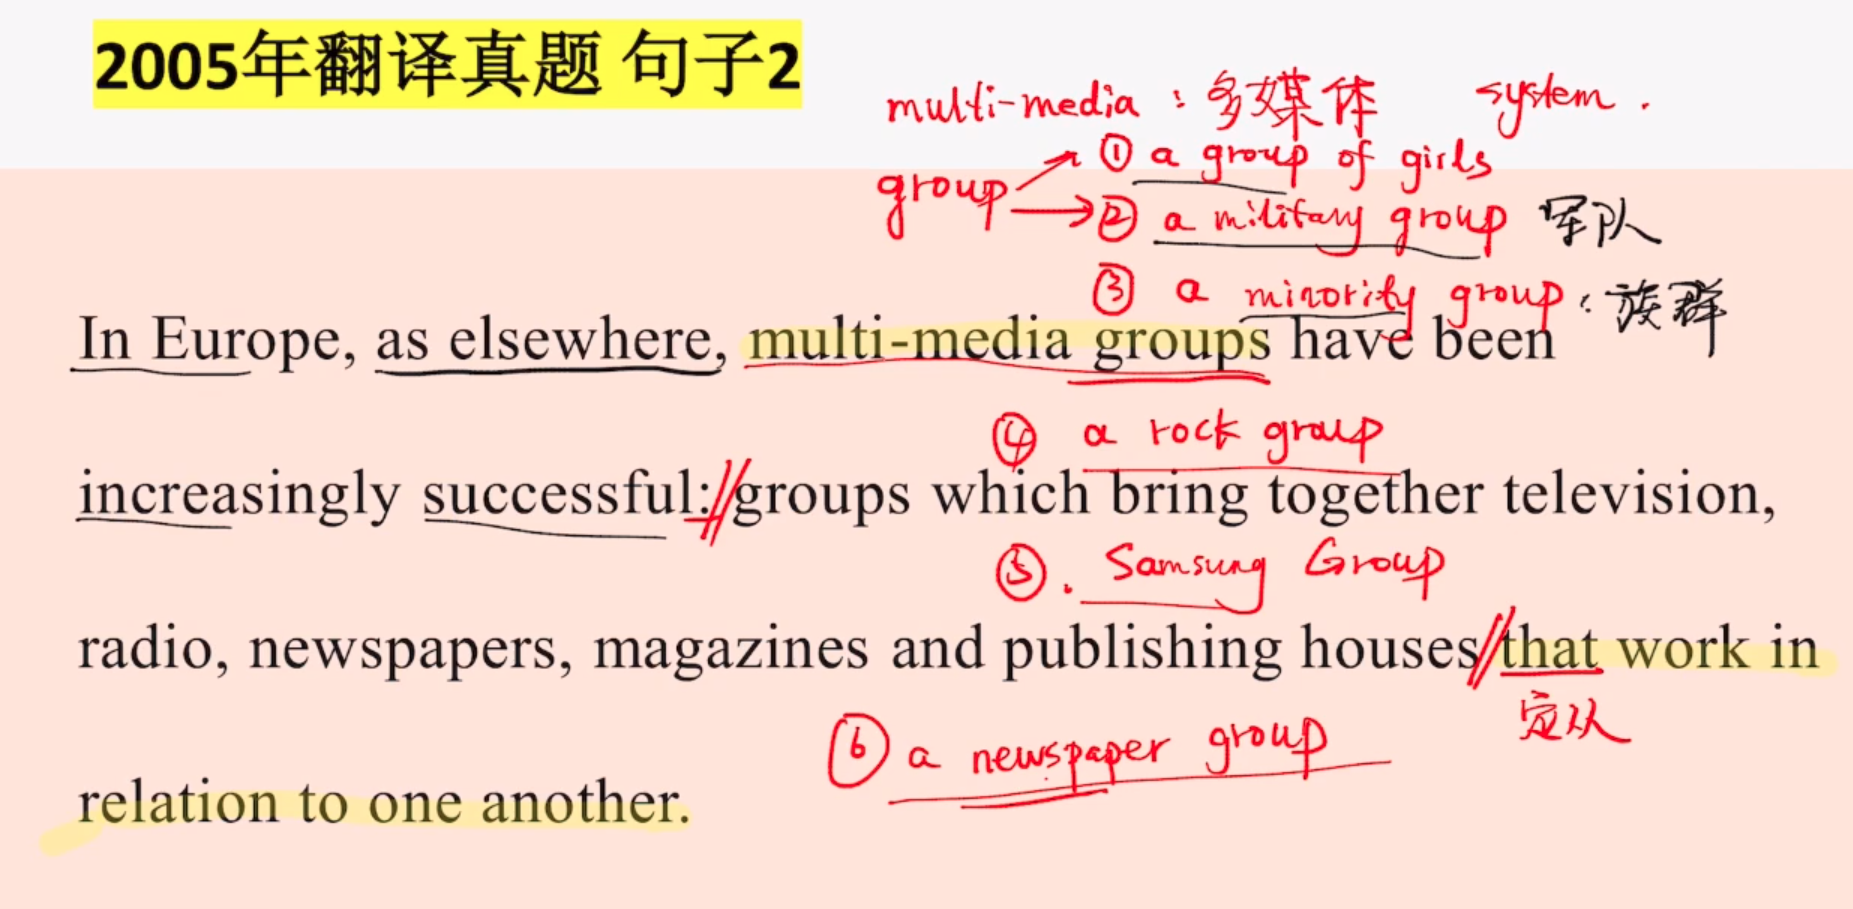 2005年翻译真题 句子2
multi-media : 多媒体 system.
group ① a group of girls
② a military group 军队
③ a minority group : 族群
In Europe, as elsewhere, multi-media groups have been
④ a rock group
increasingly successful: groups which bring together television,
⑤. Samsung Group
radio, newspapers, magazines and publishing houses that work in
定从
⑥ a newspaper group
relation to one another.